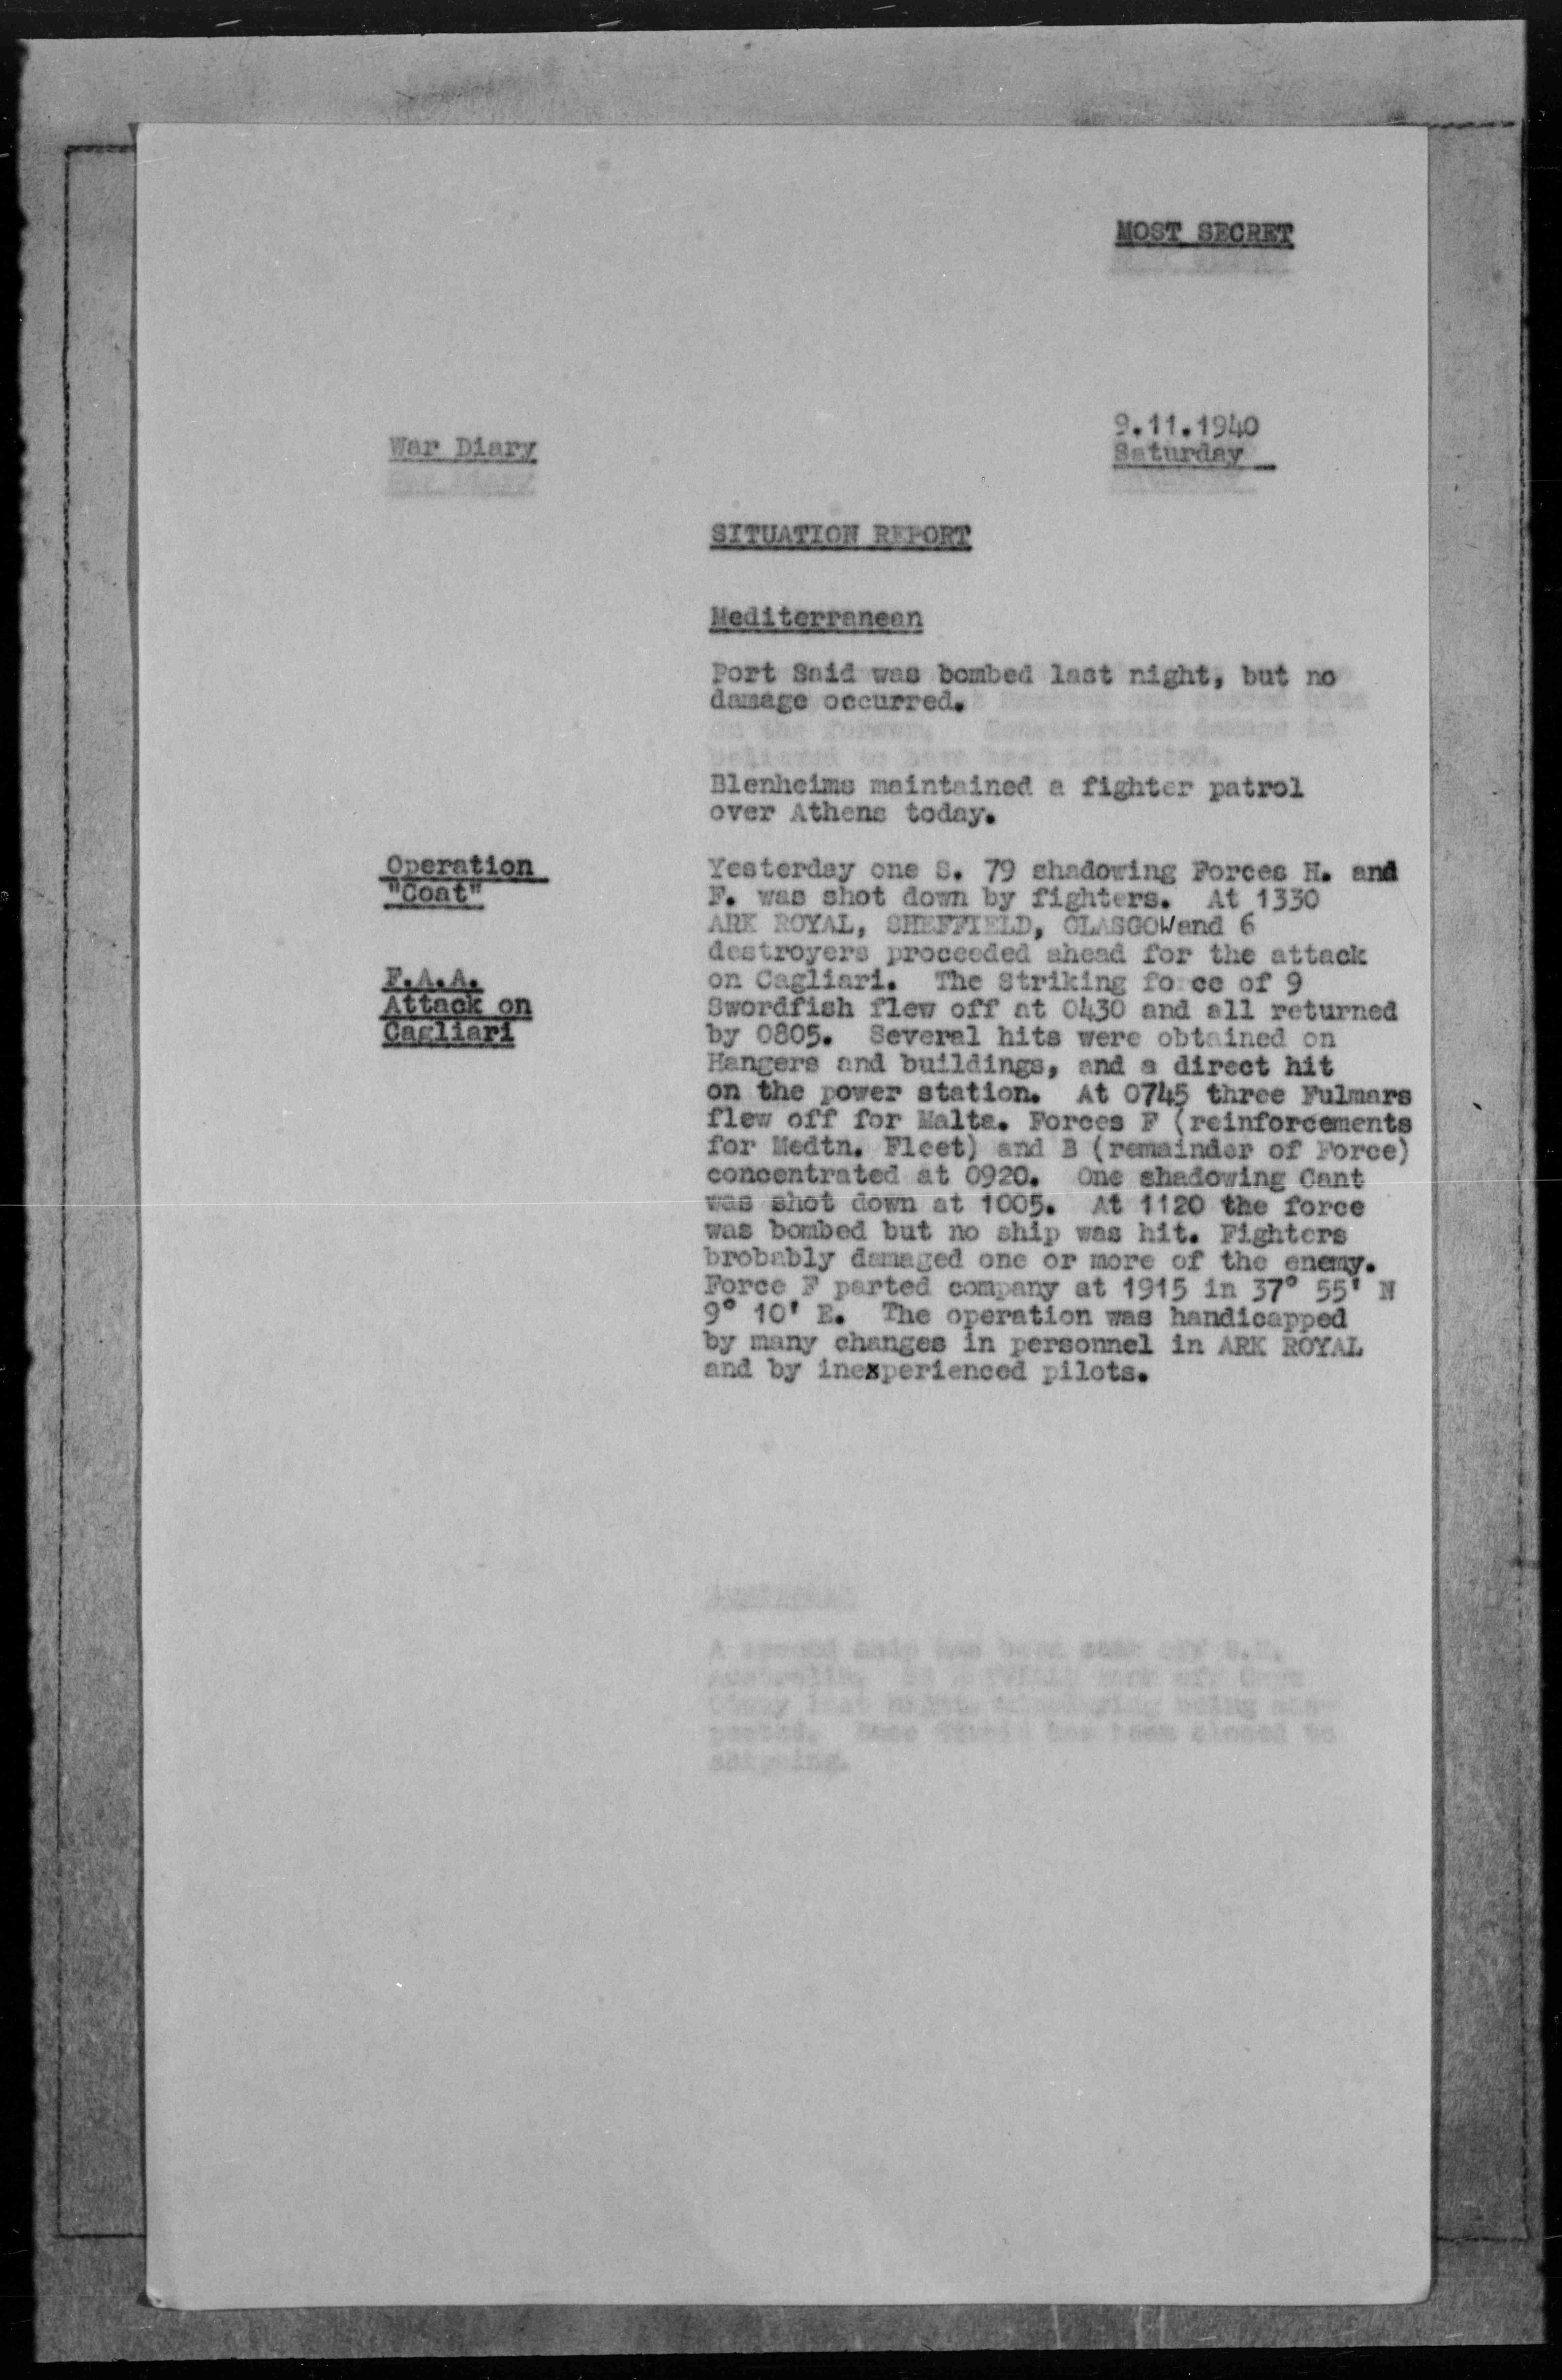 MOST SECRET
War Diary
9.11.1940
Saturday
SITUATION REPORT
Mediterranean
Port Said was bombed last night, but no
damage occurred.
Blenheims maintained a fighter patrol
over Athens today.
Operation
"Coat"
Yesterday one S. 79 shadowing Forces H. and
F. was shot down by fighters. At 1330
ARK ROYAL, SHEFFIELD, GLASGOW and 6
destroyers proceeded ahead for the attack
F.A.A.
Attack on
Cagliari
on Cagliari. The Striking force of 9
Swordfish flew off at 0430 and all returned
by 0805. Several hits were obtained on
Hangers and buildings, and a direct hit
on the power station. At 0745 three Fulmars
flew off for Malta. Forces F (reinforcements
for Medtn. Fleet) and B (remainder of Force)
concentrated at 0920. One shadowing Cant
was shot down at 1005. At 1120 the force
was bombed but no ship was hit. Fighters
brobably damaged one or more of the enemy.
Force F parted company at 1915 in 37° 55' N
9° 10' E. The operation was handicapped
by many changes in personnel in ARK ROYAL
and by inexperienced pilots.